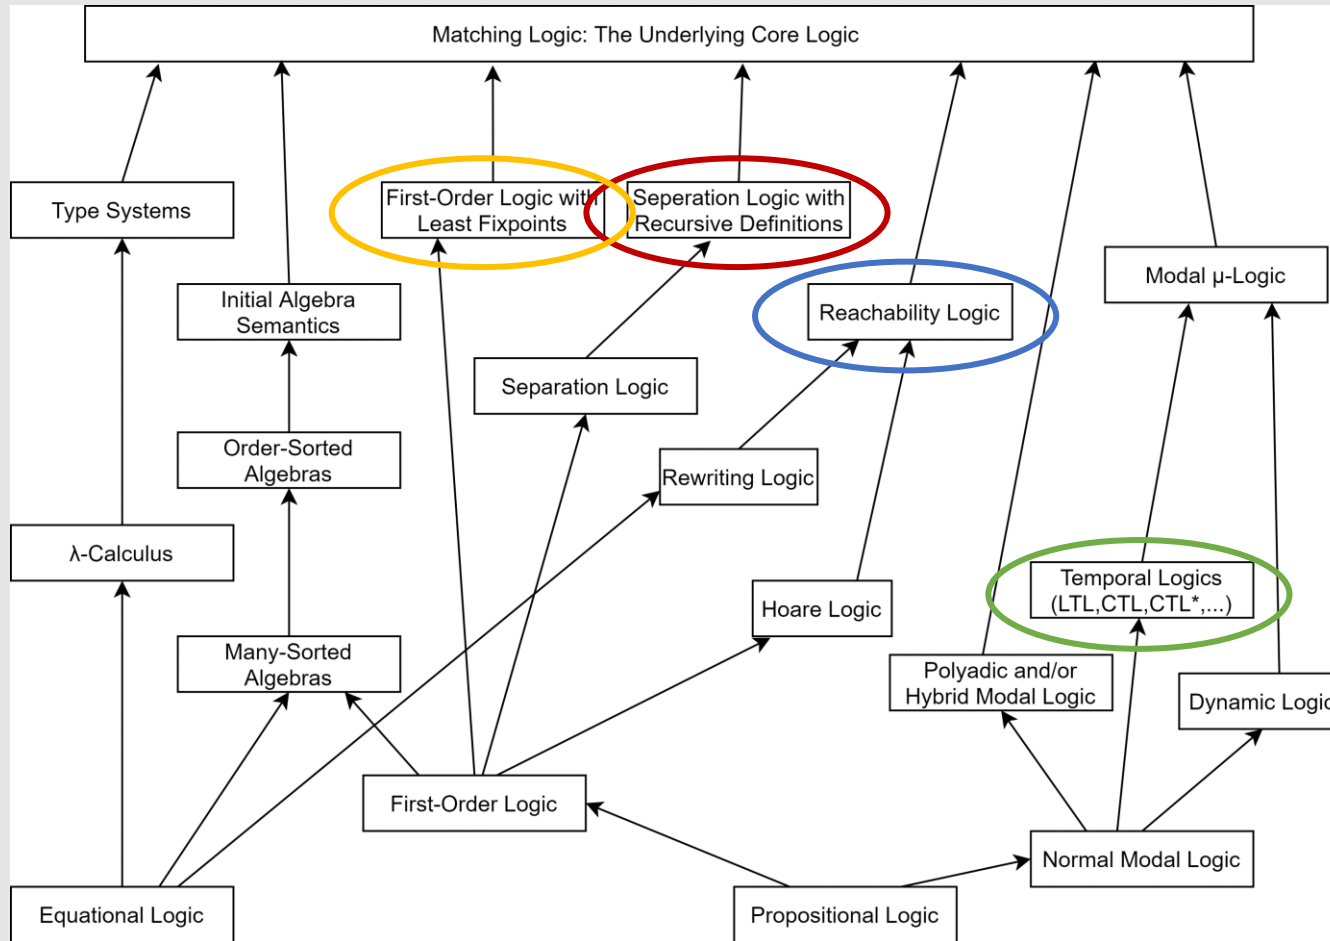 Matching Logic: The Underlying Core Logic
Type Systems
First-Order Logic with
Least Fixpoints
Seperation Logic with
Recursive Definitions
Initial Algebra
Semantics
Reachability Logic
Modal μ-Logic
Separation Logic
Order-Sorted
Algebras
Rewriting Logic
λ-Calculus
Hoare Logic
Temporal Logics
(LTL,CTL,CTL*,...)
Many-Sorted
Algebras
Polyadic and/or
Hybrid Modal Logic
Dynamic Logic
First-Order Logic
Normal Modal Logic
Equational Logic
Propositional Logic